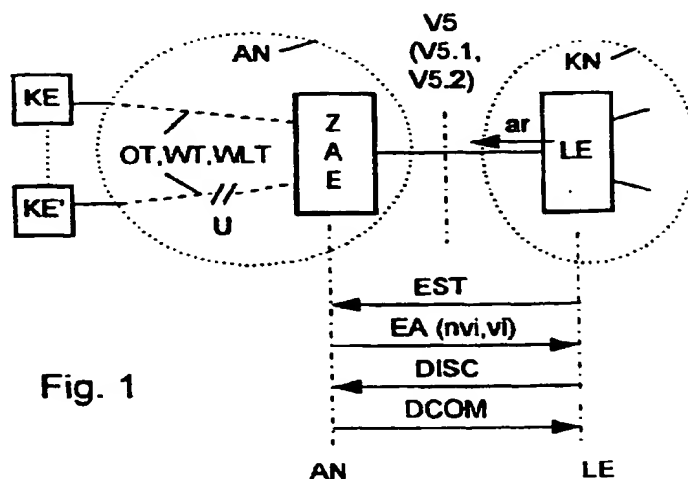 AN
V5
(V5.1,
V5.2)
KN
KE
Z
A
E
ar
LE
OT,WT,WLT
KE'
U
EST
EA (nvi,vi)
DISC
DCOM
Fig. 1
AN
LE